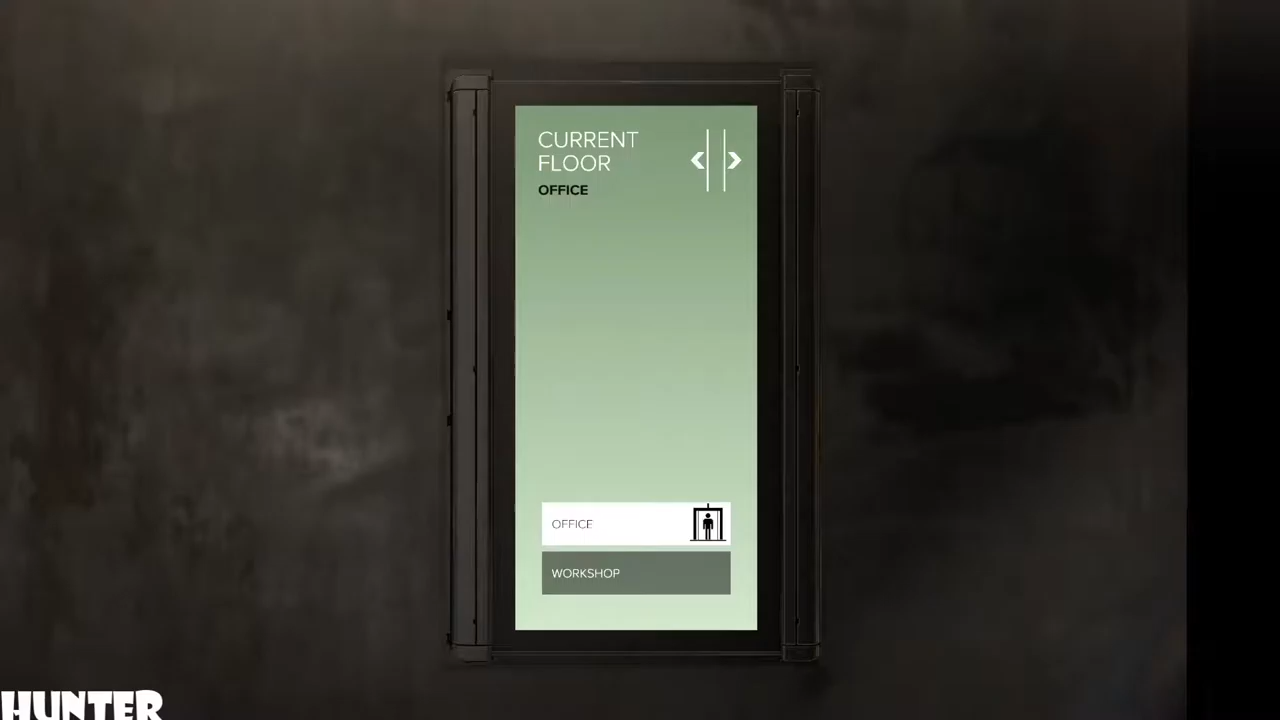 CURRENT
FLOOR
OFFICE
OFFICE
WORKSHOP
HUNTER